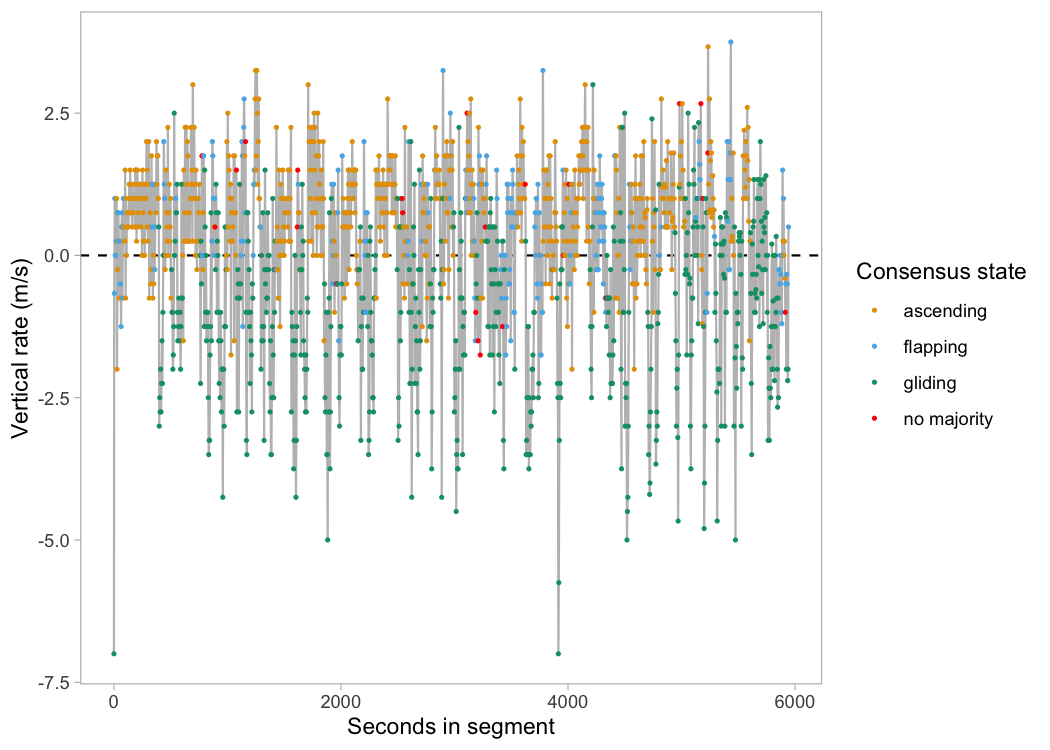 Vertical rate (m/s)
2.5
0.0
-2.5
-5.0
-7.5
0 2000 4000 6000
Seconds in segment
Consensus state
ascending
flapping
gliding
no majority